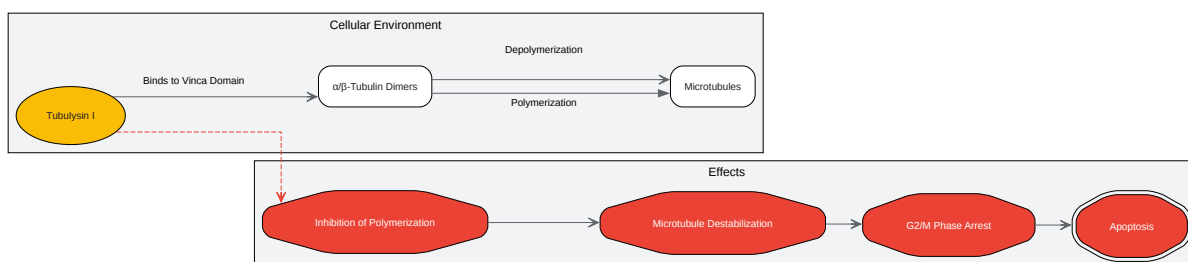 Cellular Environment
Depolymerization
Binds to Vinca Domain
α/β-Tubulin Dimers
Microtubules
Polymerization
Tubulysin I
Effects
Inhibition of Polymerization
Microtubule Destabilization
G2/M Phase Arrest
Apoptosis